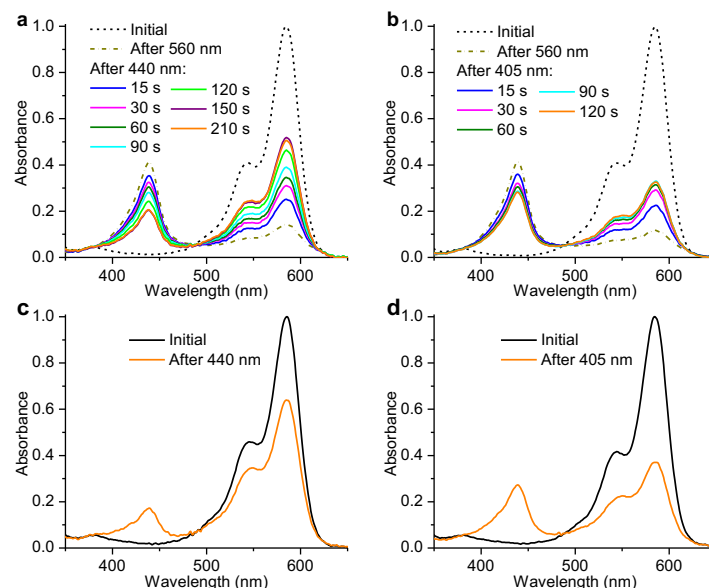 a
Initial
After 560 nm
After 440 nm:
15 s
120 s
30 s
150 s
60 s
210 s
90 s
1.0
0.8
0.6
0.4
0.2
0.0
Absorbance
400
500
600
Wavelength (nm)
b
Initial
After 560 nm
After 405 nm:
15 s
90 s
30 s
120 s
60 s
1.0
0.8
0.6
0.4
0.2
0.0
Absorbance
400
500
600
Wavelength (nm)
c
Initial
After 440 nm
1.0
0.8
0.6
0.4
0.2
0.0
Absorbance
400
500
600
Wavelength (nm)
d
Initial
After 405 nm
1.0
0.8
0.6
0.4
0.2
0.0
Absorbance
400
500
600
Wavelength (nm)